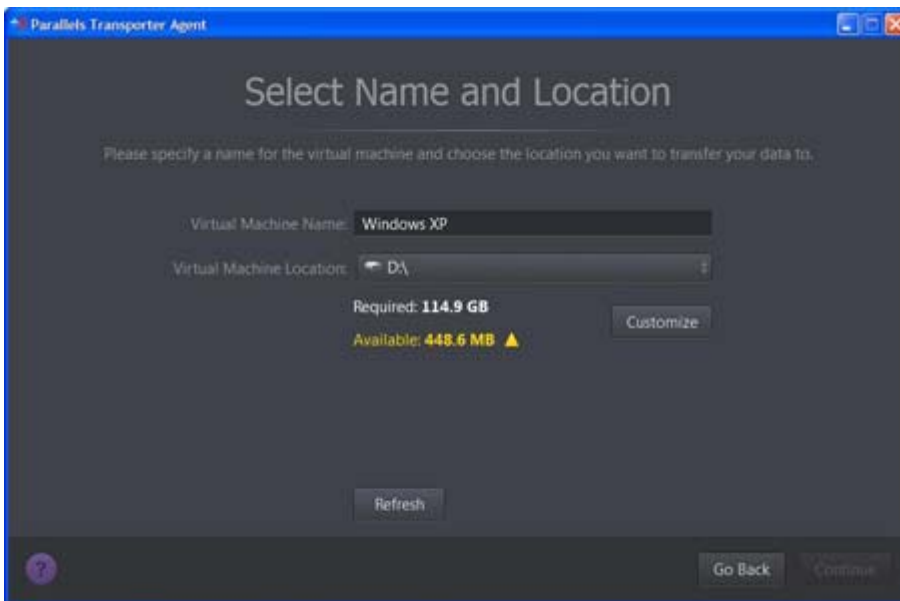 Parallels Transporter Agent
Select Name and Location
Please specify a name for the virtual machine and choose the location you want to transfer your data to.
Virtual Machine Name: Windows XP
Virtual Machine Location: D:\
Required: 114.9 GB
Customize
Available: 448.6 MB
Refresh
?
Go Back Continue